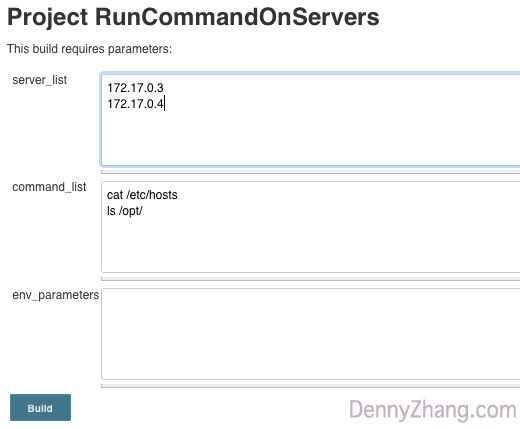 Project RunCommandOnServers
This build requires parameters:
server_list
172.17.0.3
172.17.0.4
command_list
cat /etc/hosts
ls /opt/
env_parameters
Build
DennyZhang.com